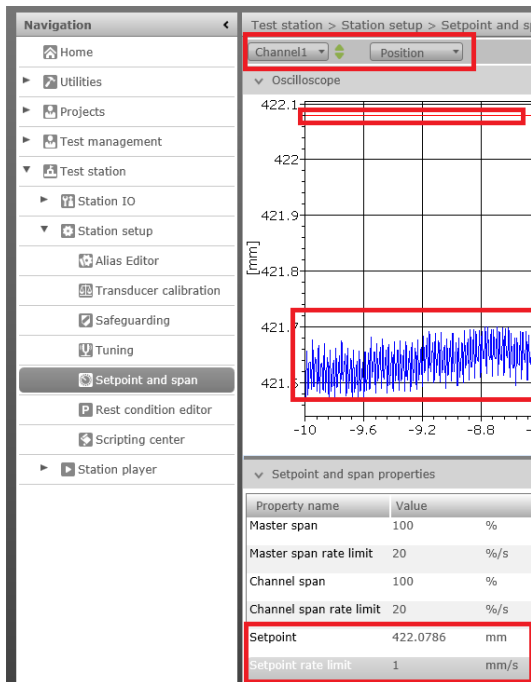 Navigation
Test station > Station setup > Setpoint and s
Home
Utilities
Projects
Test management
Test station
Station IO
Station setup
Alias Editor
Transducer calibration
Safeguarding
Tuning
Setpoint and span
Rest condition editor
Scripting center
Station player
Channel1 Position
Oscilloscope
422.1
422
421.9
421.8
421.7
421.6
[mm]
-10 -9.6 -9.2 -8.8
Setpoint and span properties
Property name Value
Master span 100 %
Master span rate limit 20 %/s
Channel span 100 %
Channel span rate limit 20 %/s
Setpoint 422.0786 mm
Setpoint rate limit 1 mm/s